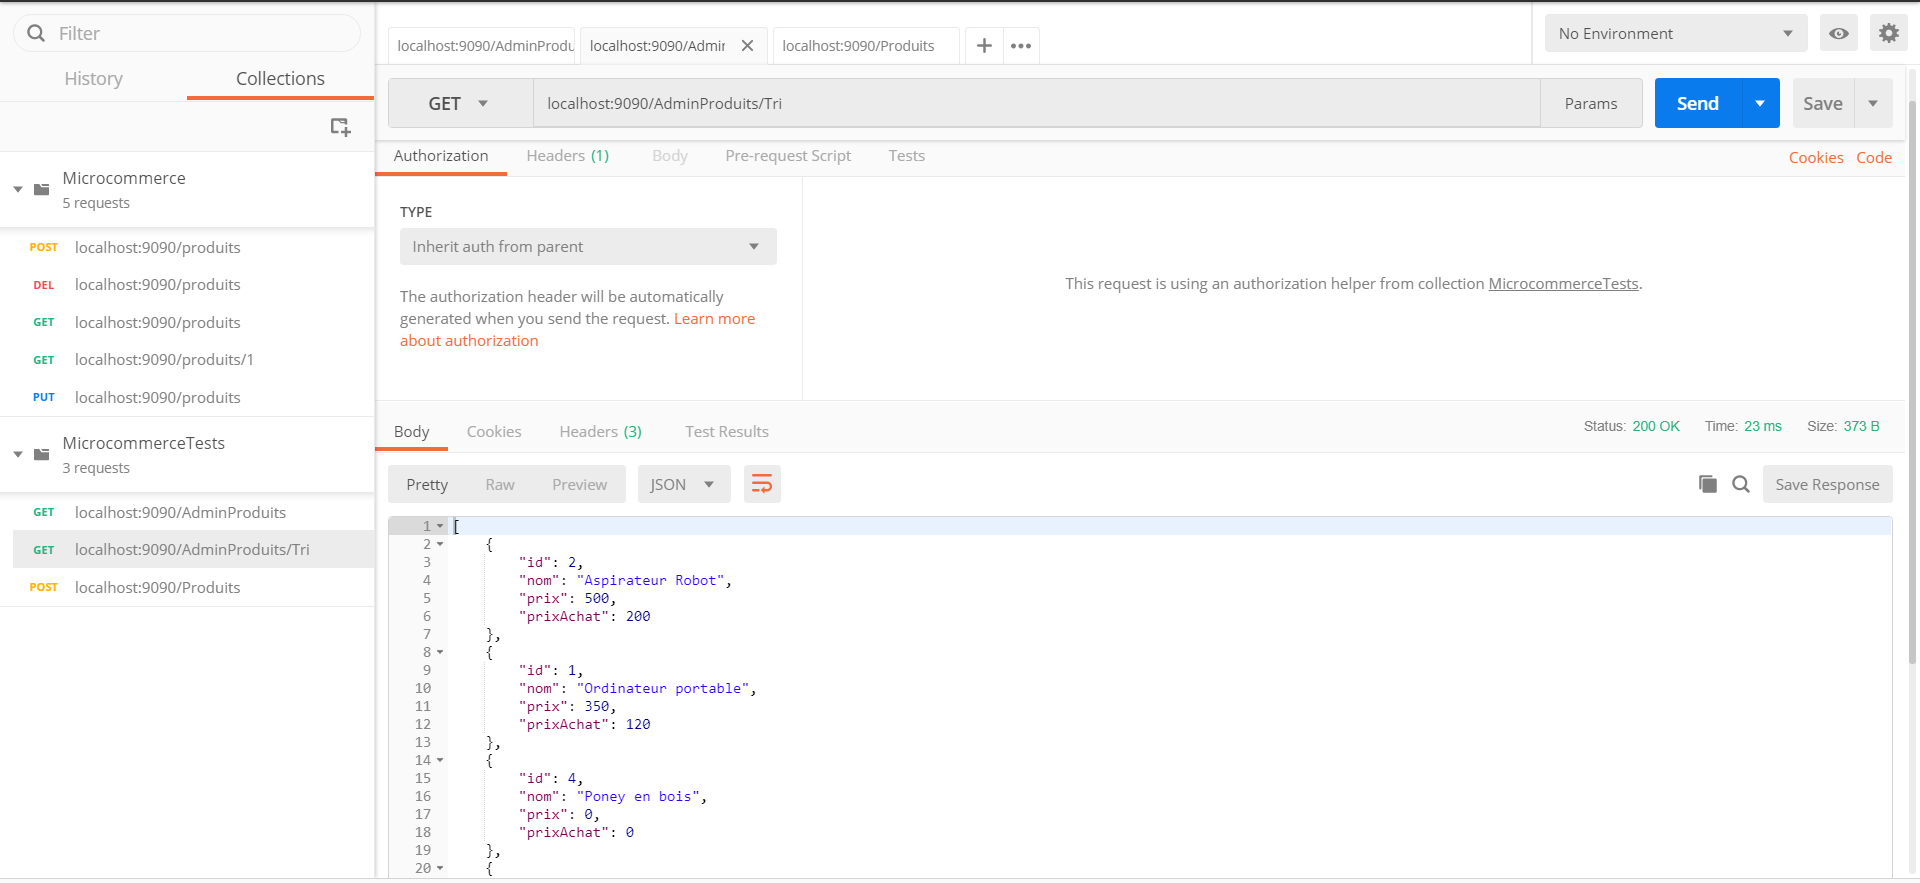 Filter
History
Collections
Microcommerce
5 requests
POST localhost:9090/produits
DEL localhost:9090/produits
GET localhost:9090/produits
GET localhost:9090/produits/1
PUT localhost:9090/produits
MicrocommerceTests
3 requests
GET localhost:9090/AdminProduits
GET localhost:9090/AdminProduits/Tri
POST localhost:9090/Produits
localhost:9090/AdminProdu
localhost:9090/Admir
localhost:9090/Produits
No Environment
GET
localhost:9090/AdminProduits/Tri
Params
Send
Save
Authorization
Headers (1)
Body
Pre-request Script
Tests
Cookies
Code
TYPE
Inherit auth from parent
The authorization header will be automatically
generated when you send the request. Learn more
about authorization
This request is using an authorization helper from collection MicrocommerceTests.
Body
Cookies
Headers (3)
Test Results
Status: 200 OK
Time: 23 ms
Size: 373 B
Pretty
Raw
Preview
JSON
Save Response
1 [
2 {
3 "id": 2,
4 "nom": "Aspirateur Robot",
5 "prix": 500,
6 "prixAchat": 200
7 },
8 {
9 "id": 1,
10 "nom": "Ordinateur portable",
11 "prix": 350,
12 "prixAchat": 120
13 },
14 {
15 "id": 4,
16 "nom": "Poney en bois",
17 "prix": 0,
18 "prixAchat": 0
19 },
20 {